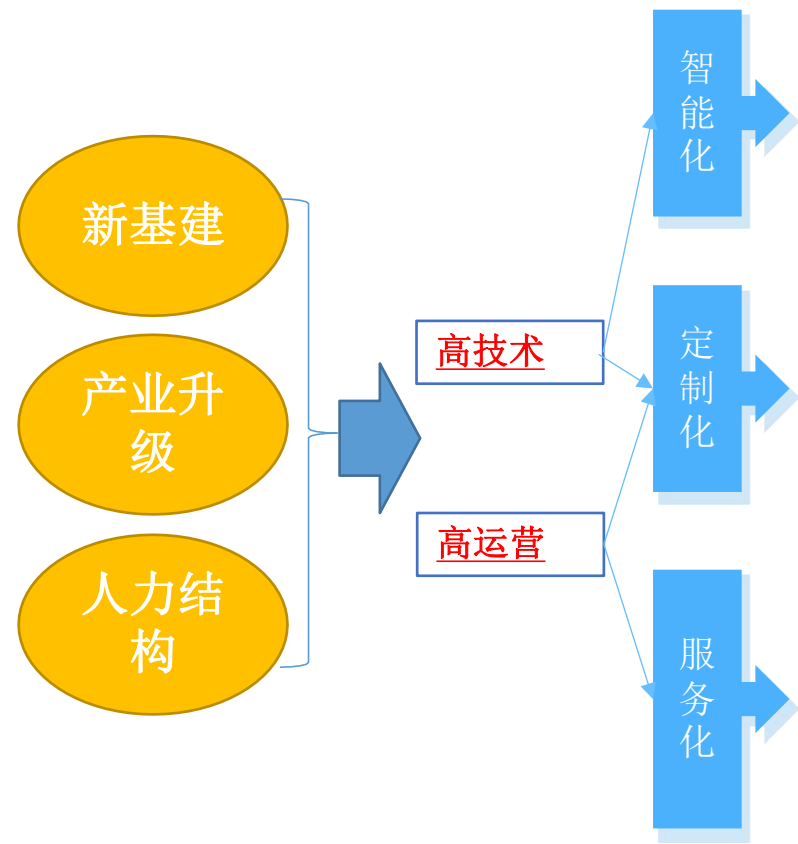 新基建
产业升
级
人力结
构
高技术
高运营
智
能
化
定
制
化
服
务
化